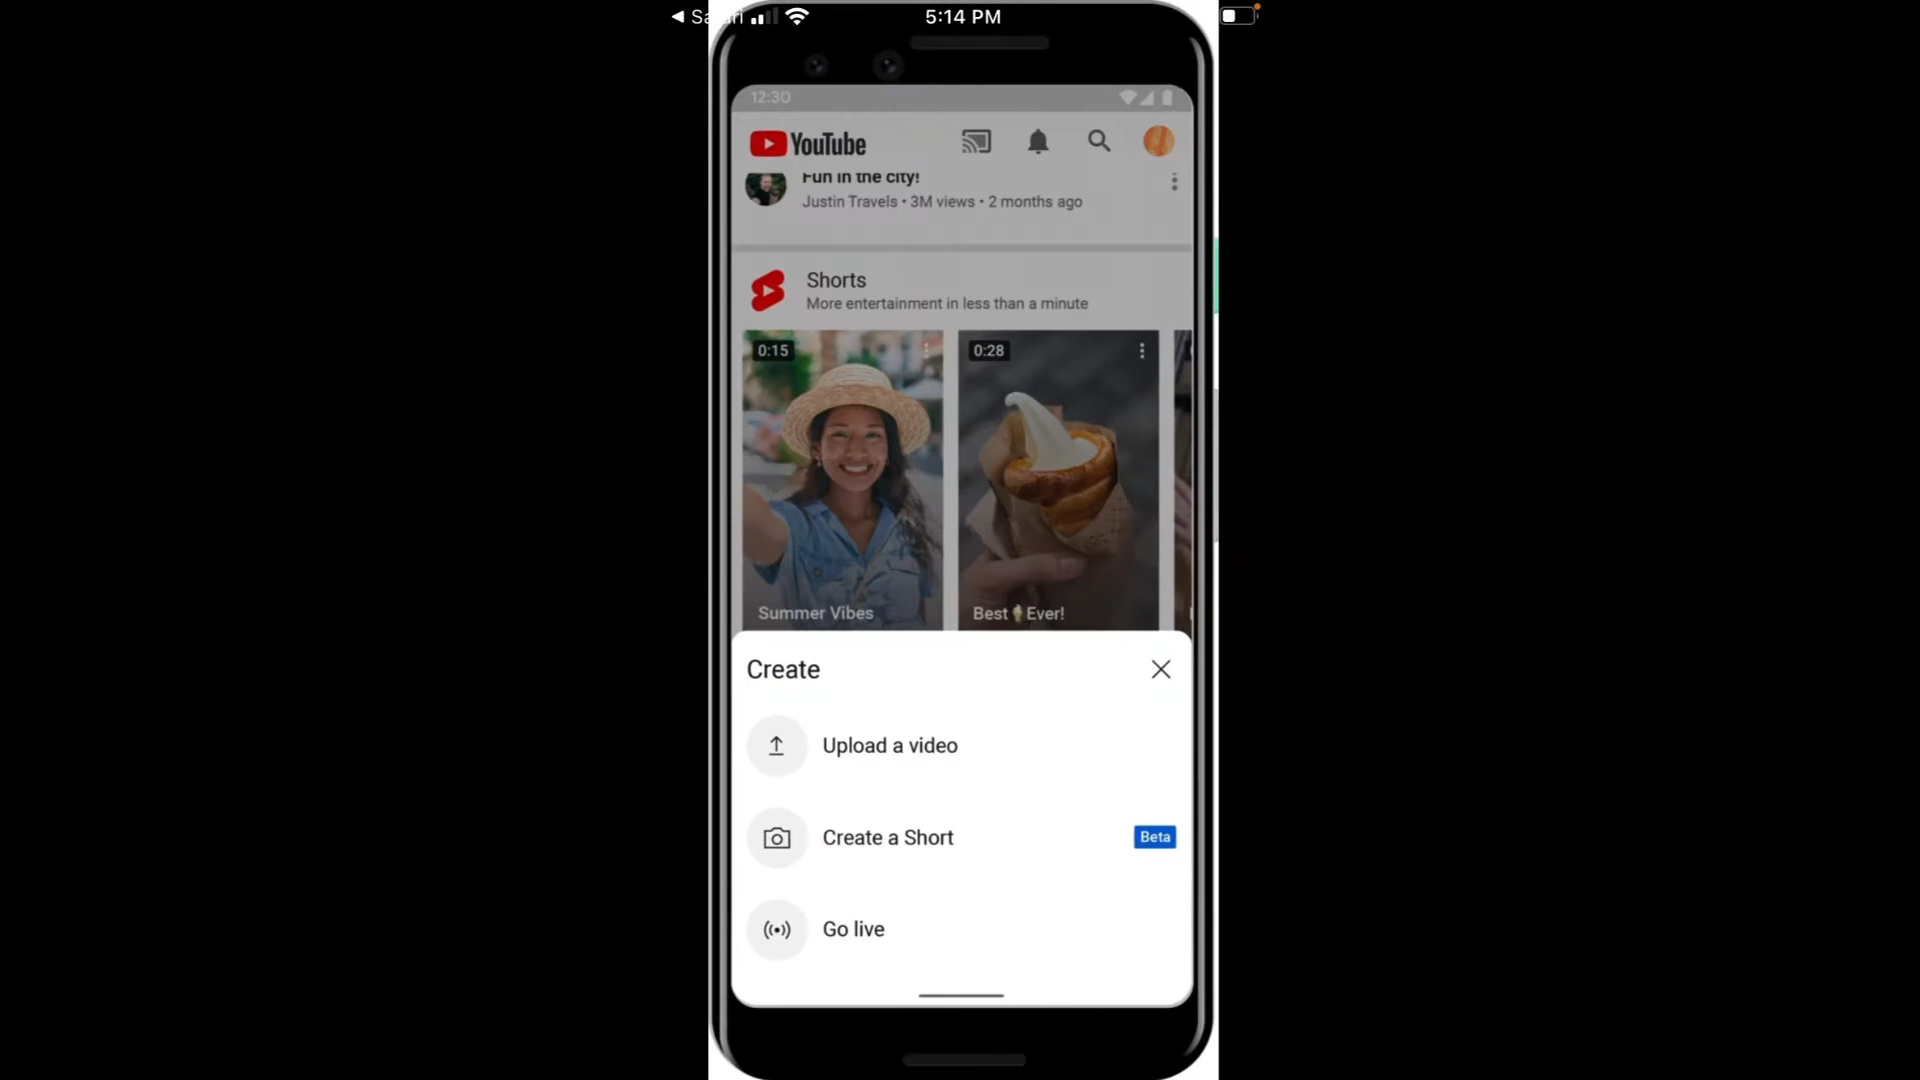 Safari
5:14 PM
12:30
YouTube
Fun in the city!
Justin Travels • 3M views • 2 months ago
Shorts
More entertainment in less than a minute
0:15
0:28
Summer Vibes
Best🍦Ever!
Create
Upload a video
Create a Short
Beta
Go live